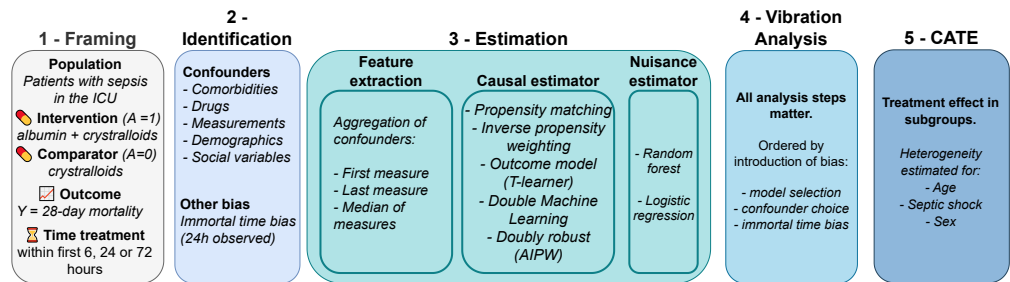 1 - Framing
Population
Patients with sepsis
in the ICU
Intervention (A =1)
albumin + crystralloids
Comparator (A=0)
crystralloids
Outcome
Y = 28-day mortality
Time treatment
within first 6, 24 or 72
hours
2 -
Identification
Confounders
- Comorbidities
- Drugs
- Measurements
- Demographics
- Social variables
Other bias
Immortal time bias
(24h observed)
3 - Estimation
Feature
extraction
Aggregation of
confounders:
- First measure
- Last measure
- Median of
measures
Causal estimator
- Propensity matching
- Inverse propensity
weighting
- Outcome model
(T-learner)
- Double Machine
Learning
- Doubly robust
(AIPW)
Nuisance
estimator
- Random
forest
- Logistic
regression
4 - Vibration
Analysis
All analysis steps
matter.
Ordered by
introduction of bias:
- model selection
- confounder choice
- immortal time bias
5 - CATE
Treatment effect in
subgroups.
Heterogeneity
estimated for:
- Age
- Septic shock
- Sex